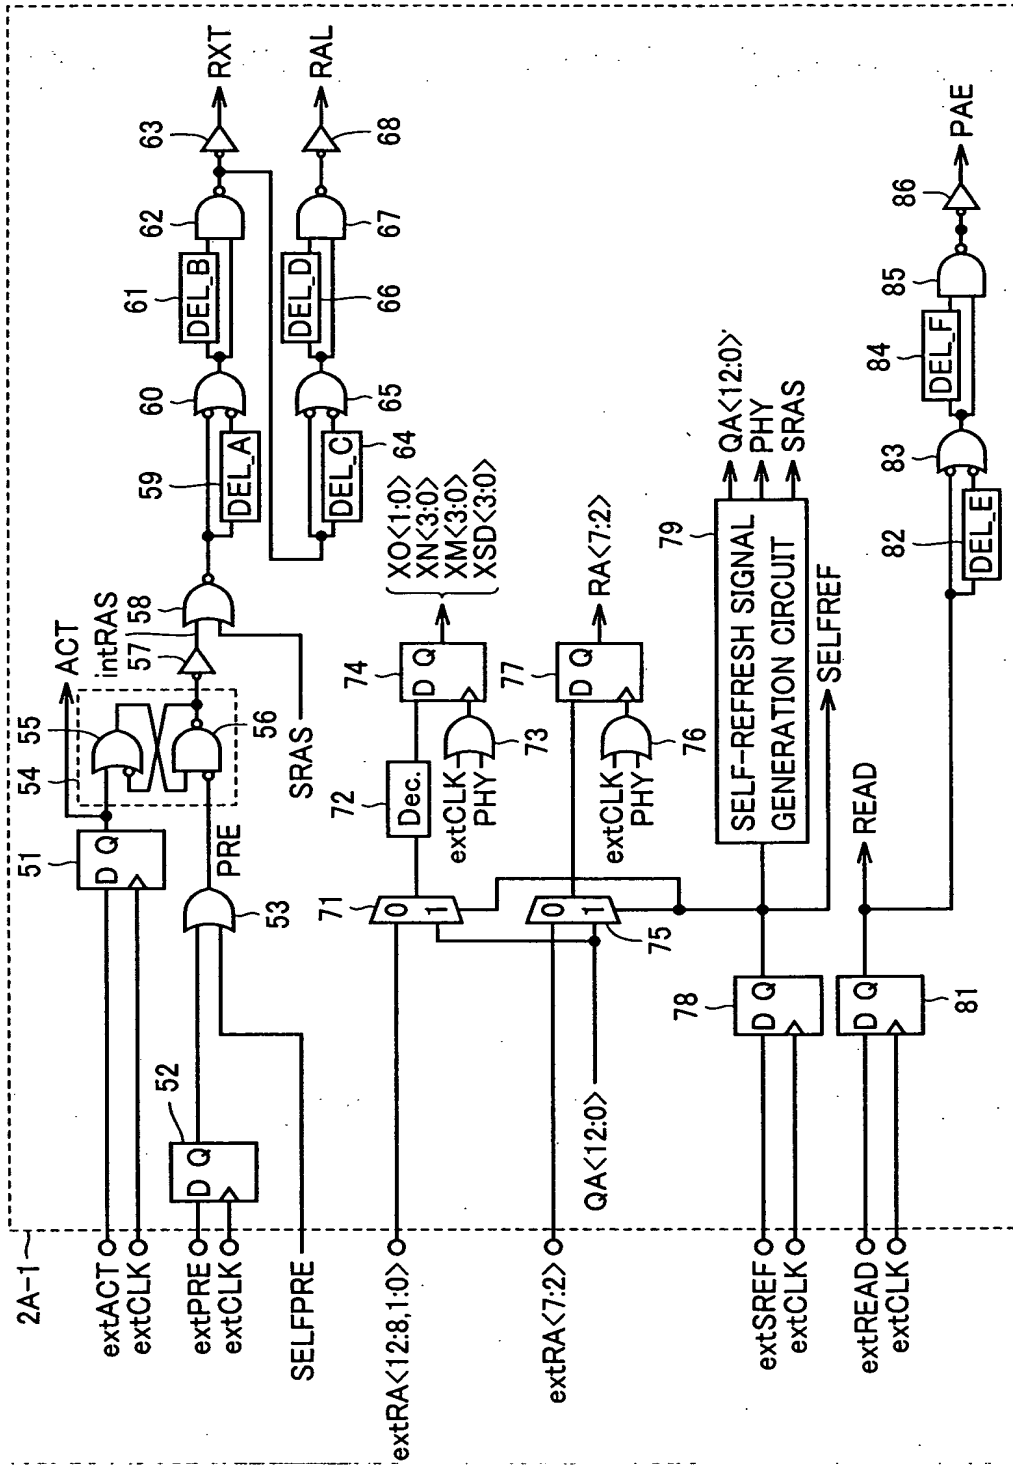 2A-1
extACT
extCLK
51
D Q
ACT
extPRE
extCLK
52
D Q
SELFPRE
53
PRE
54
55
56
57
intRAS
58
SRAS
59
DEL_A
60
61
DEL_B
62
63
RXT
64
DEL_C
65
66
DEL_D
67
68
RAL
extRA<12:8,1:0>
71
0
1
72
Dec.
extCLK
PHY
73
74
D Q
XO<1:0>
XN<3:0>
XM<3:0>
XSD<3:0>
extRA<7:2>
QA<12:0>
75
0
1
extCLK
PHY
76
77
D Q
RA<7:2>
extSREF
extCLK
78
D Q
79
SELF-REFRESH SIGNAL
GENERATION CIRCUIT
QA<12:0>
PHY
SRAS
SELFREF
extREAD
extCLK
81
D Q
READ
82
DEL_E
83
84
DEL_F
85
86
PAE